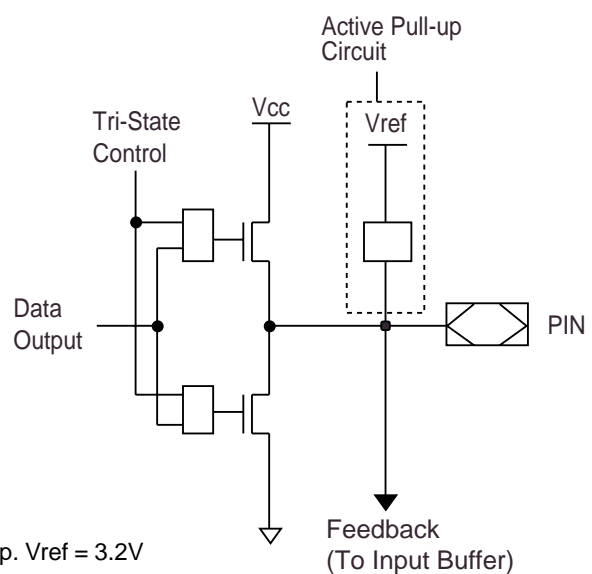 Active Pull-up
Circuit
Vcc
Vref
Tri-State
Control
Data
Output
PIN
Feedback
(To Input Buffer)
p. Vref = 3.2V